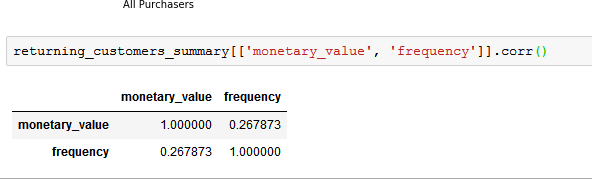 All Purchasers
returning_customers_summary[['monetary_value', 'frequency']].corr()
monetary_value frequency
monetary_value 1.000000 0.267873
frequency 0.267873 1.000000